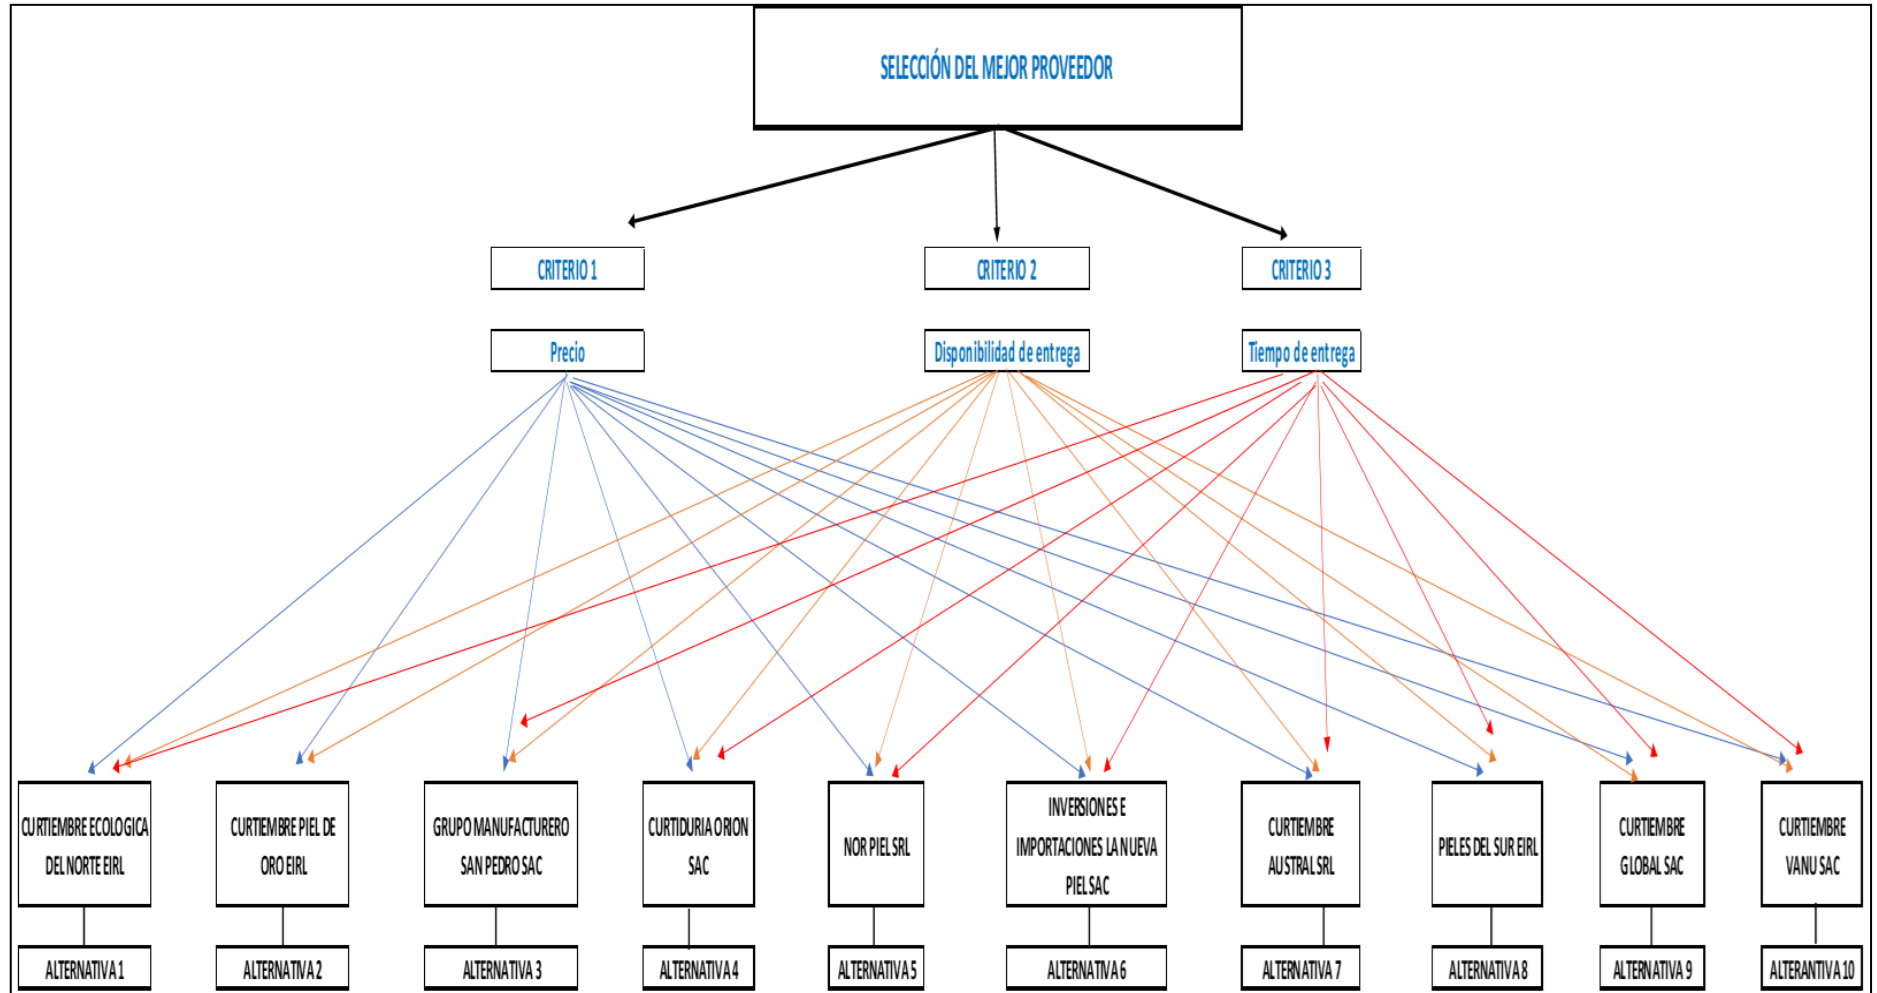 SELECCIÓN DEL MEJOR PROVEEDOR
CRITERIO 1
CRITERIO 2
CRITERIO 3
Precio
Disponibilidad de entrega
Tiempo de entrega
CURTIEMBRE ECOLOGICA
DEL NORTE EIRL
CURTIEMBRE PIEL DE
ORO EIRL
GRUPO MANUFACTURERO
SAN PEDRO SAC
CURTIDURIA ORION
SAC
NOR PIEL SRL
INVERSIONES E
IMPORTACIONES LA NUEVA
PIEL SAC
CURTIEMBRE
AUSTRAL SRL
PIELES DEL SUR EIRL
CURTIEMBRE
GLOBAL SAC
CURTIEMBRE
VANU SAC
ALTERNATIVA 1
ALTERNATIVA 2
ALTERNATIVA 3
ALTERNATIVA 4
ALTERNATIVA 5
ALTERNATIVA 6
ALTERNATIVA 7
ALTERNATIVA 8
ALTERNATIVA 9
ALTERANTIVA 10